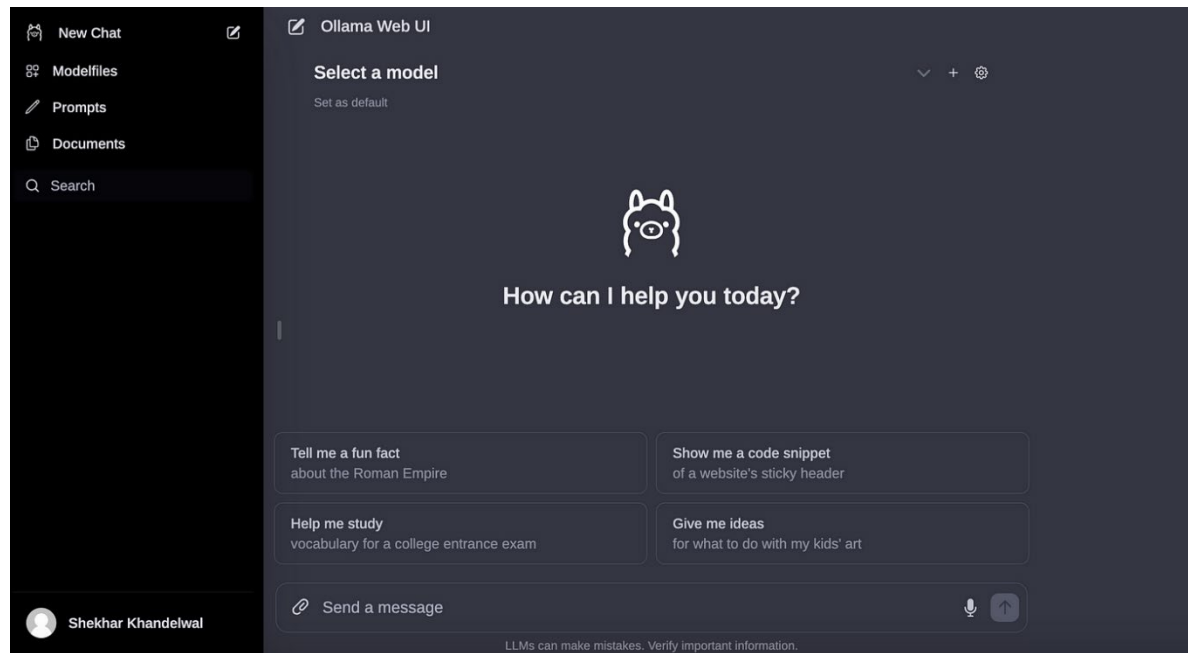 New Chat
Modelfiles
Prompts
Documents
Search
Shekhar Khandelwal
Ollama Web UI
Select a model
Set as default
How can I help you today?
Tell me a fun fact
about the Roman Empire
Show me a code snippet
of a website's sticky header
Help me study
vocabulary for a college entrance exam
Give me ideas
for what to do with my kids' art
Send a message
LLMs can make mistakes. Verify important information.